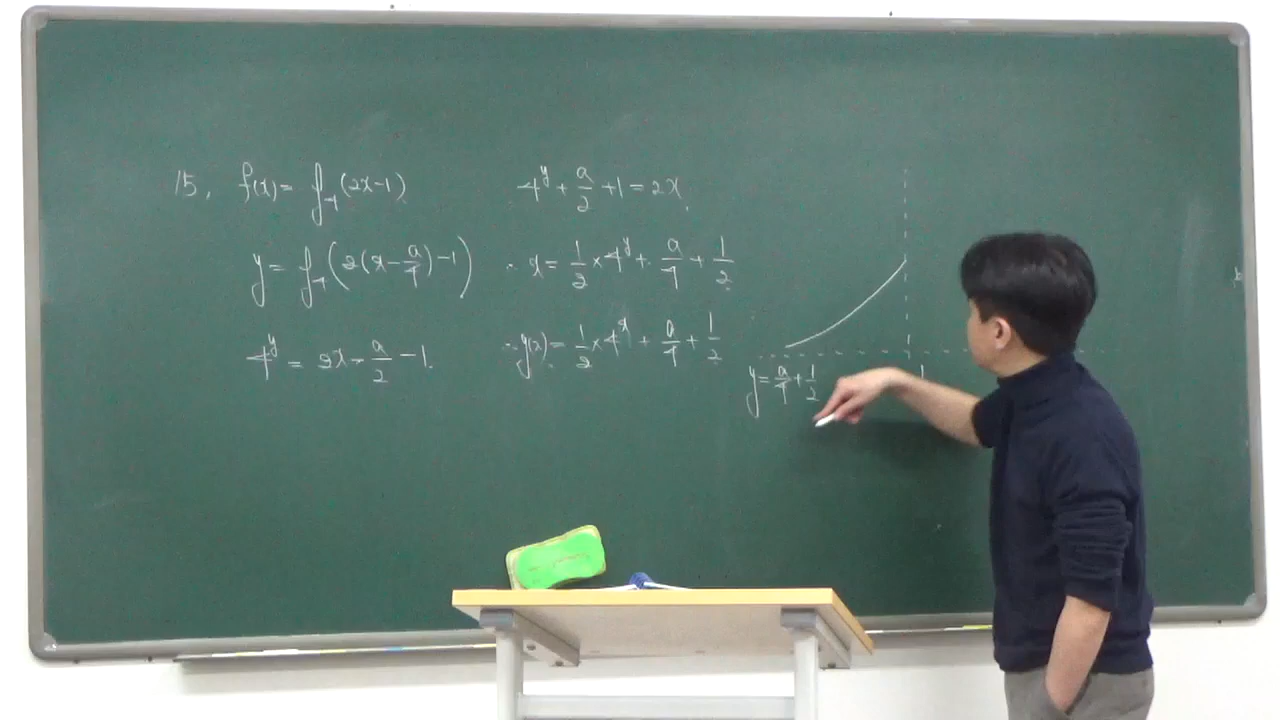 15. f(x) = f₋₁(2x-1)
y = f₋₁(2(x-a/4)-1)
4^y = 2x - a/2 - 1.
4^y + a/2 + 1 = 2x.
∴ x = 1/2 × 4^y + a/4 + 1/2
∴ g(x) = 1/2 × 4^x + a/4 + 1/2
y = a/4 + 1/2
1